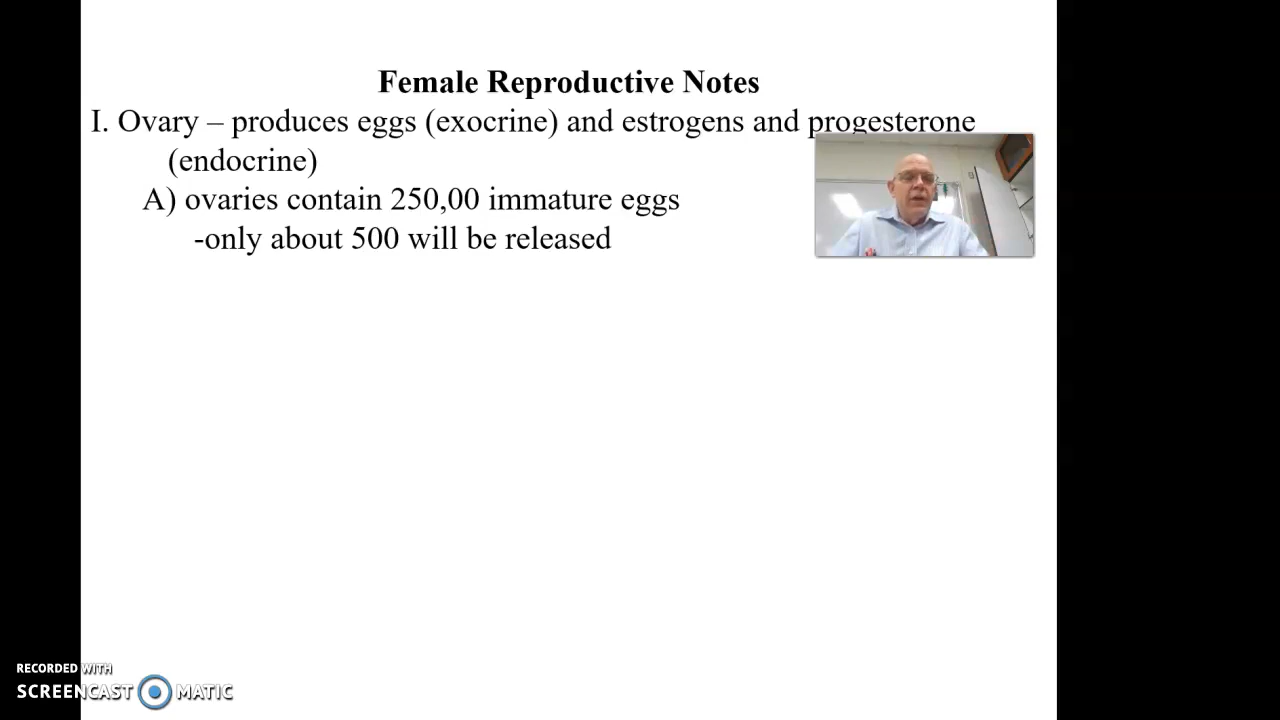 Female Reproductive Notes
I. Ovary – produces eggs (exocrine) and estrogens and progesterone
(endocrine)
A) ovaries contain 250,00 immature eggs
-only about 500 will be released
RECORDED WITH
SCREENCAST MATIC